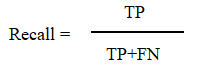 TP
Recall =
TP+FN